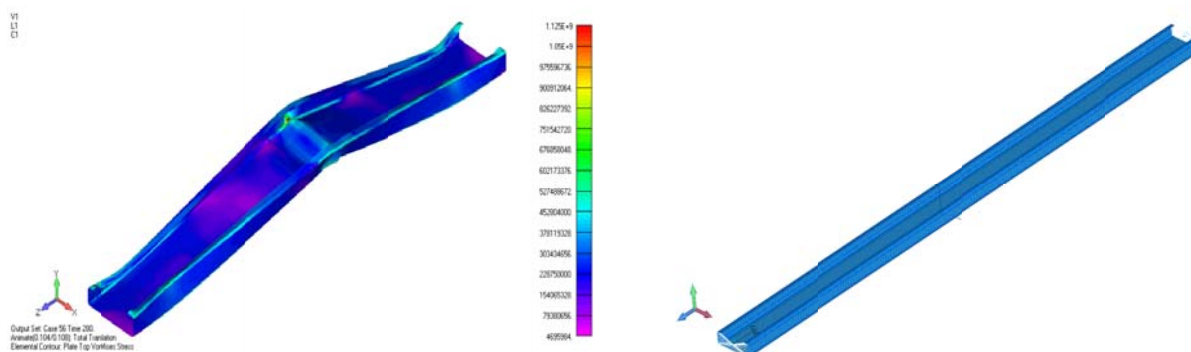 V1
L1
C1
1.125E+9
1.05E+9
975596736.
900912064.
826227392.
751542720.
676858048.
602173376.
527488672.
452804000.
378119328.
303434656.
228750000.
154065328.
79380656.
4695984.
Y
Z
X
Output Set: Case 56 Time 280.
Animate(0.104/0.108): Total Translation
Elemental Contour: Plate Top VonMises Stress